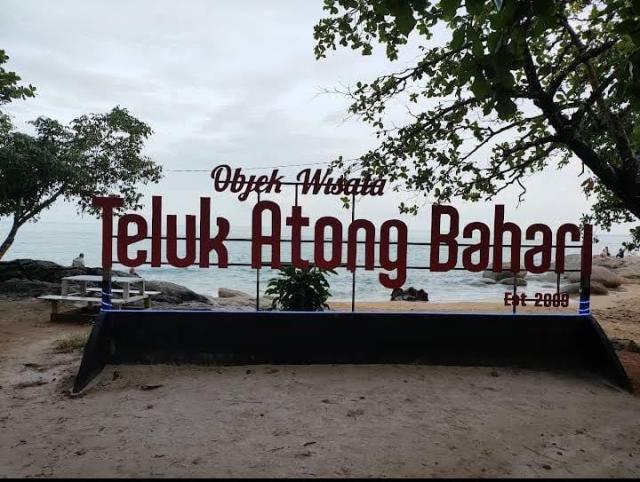 Objek Wisata
Teluk Atong Bahari
Est 2009